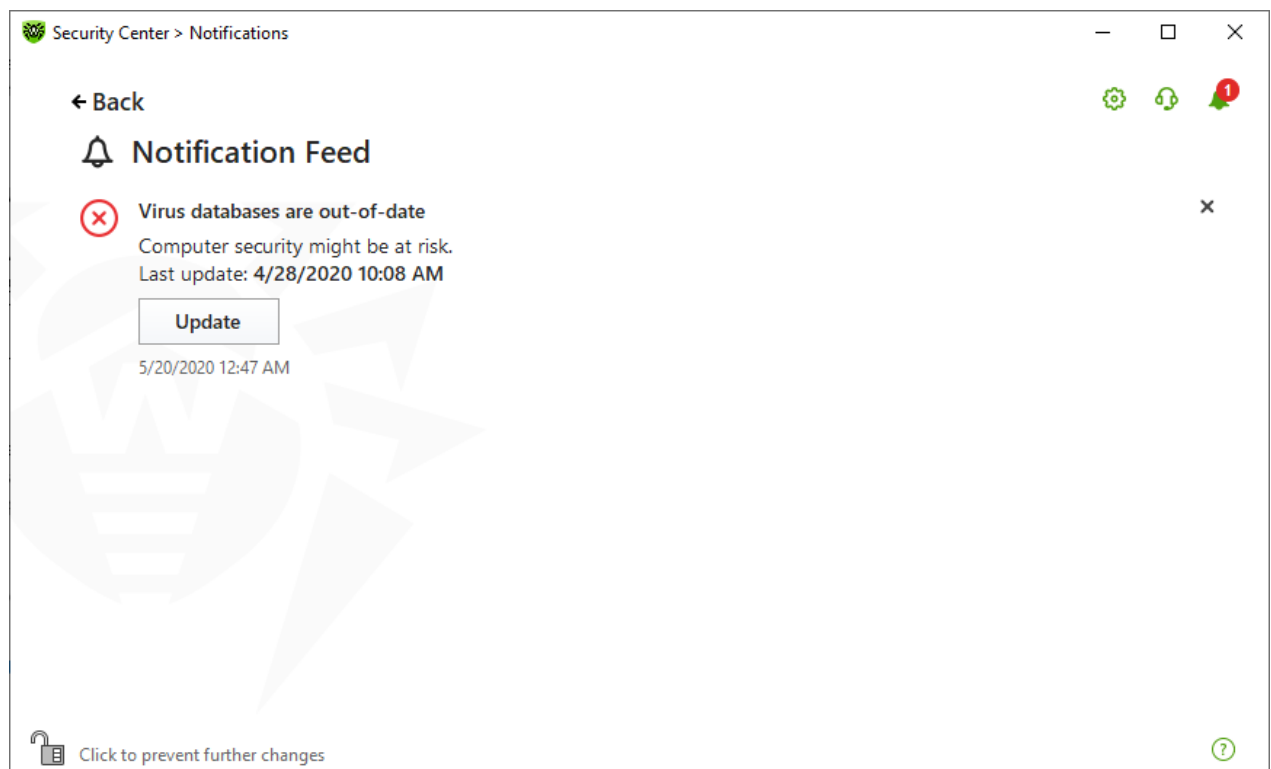 Security Center > Notifications
Back
1
Notification Feed
Virus databases are out-of-date
Computer security might be at risk.
Last update: 4/28/2020 10:08 AM
Update
5/20/2020 12:47 AM
Click to prevent further changes
?